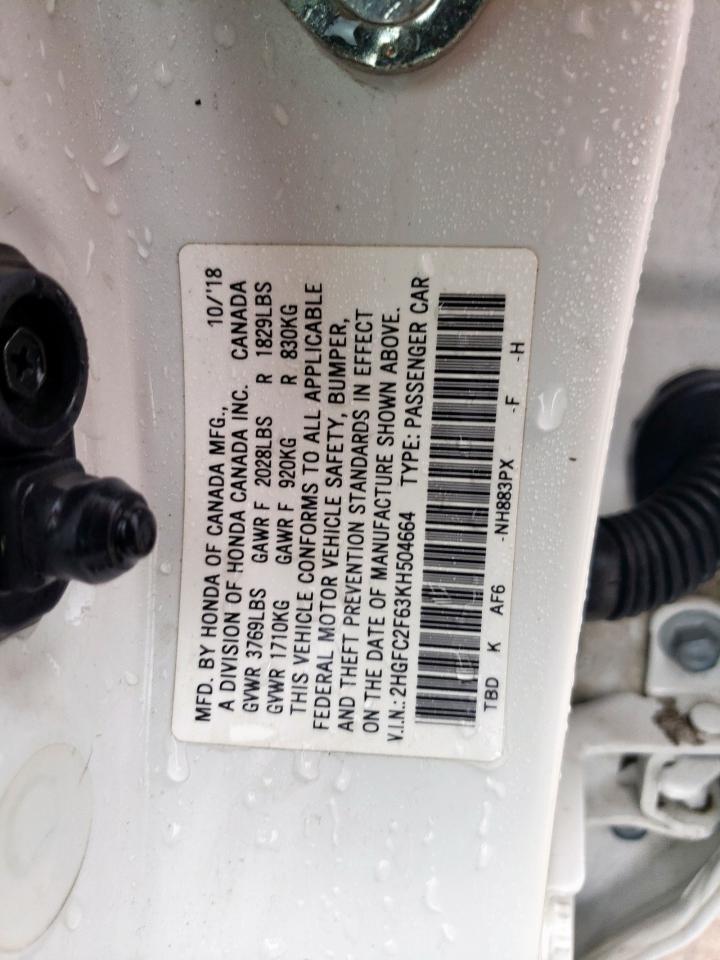 MFD. BY HONDA OF CANADA MFG., 10/'18
A DIVISION OF HONDA CANADA INC. CANADA
GVWR 3769LBS GAWR F 2028LBS R 1829LBS
GVWR 1710KG GAWR F 920KG R 830KG
THIS VEHICLE CONFORMS TO ALL APPLICABLE
FEDERAL MOTOR VEHICLE SAFETY, BUMPER,
AND THEFT PREVENTION STANDARDS IN EFFECT
ON THE DATE OF MANUFACTURE SHOWN ABOVE.
V.I.N.: 2HGFC2F63KH504664 TYPE: PASSENGER CAR
TBD K AF6 -NH883PX -F -H